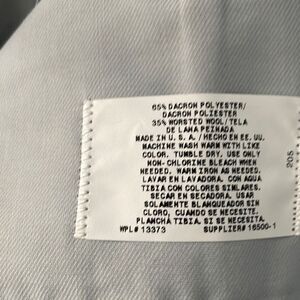 65% DACRON POLYESTER/
DACRON POLIESTER
35% WORSTED WOOL/TELA
DE LANA PEINADA
MADE IN U.S.A./HECHO EN EE.UU.
MACHINE WASH WARM WITH LIKE
COLOR. TUMBLE DRY. USE ONLY
NON-CHLORINE BLEACH WHEN
NEEDED. WARM IRON AS NEEDED.
LAVAR EN LAVADORA. CON AGUA
TIBIA CON COLORES SIMILARES.
SECAR EN SECADORA. USAR
SOLAMENTE BLANQUEADOR SIN
CLORO, CUANDO SE NECESITE.
PLANCHA TIBIA. SI SE NECESITE.
WPL# 13373 SUPPLIER# 16500-1
205